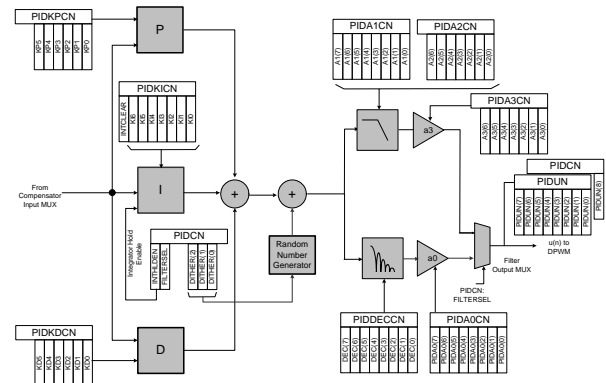 PIDKPCN
KP5
KP4
KP3
KP2
KP1
KP0
P
PIDKICN
INTCLEAR
KI6
KI5
KI4
KI3
KI2
KI1
KI0
From
Compensator
Input MUX
I
+
+
Integrator Hold
Enable
PIDCN
INTHLDEN
FILTERSEL
DITHER(2)
DITHER(1)
DITHER(0)
Random
Number
Generator
PIDKDCN
KD5
KD4
KD3
KD2
KD1
KD0
D
PIDA1CN
A1(7)
A1(6)
A1(5)
A1(4)
A1(3)
A1(2)
A1(1)
A1(0)
PIDA2CN
A2(6)
A2(5)
A2(4)
A2(3)
A2(2)
A2(1)
A2(0)
a3
PIDA3CN
A3(6)
A3(5)
A3(4)
A3(3)
A3(2)
A3(1)
A3(0)
PIDCN
PIDUN
PIDUN(8)
PIDUN(7)
PIDUN(6)
PIDUN(5)
PIDUN(4)
PIDUN(3)
PIDUN(2)
PIDUN(1)
PIDUN(0)
u(n) to
DPWM
Filter
Output MUX
a0
PIDCN:
FILTERSEL
PIDDECCN
DEC(7)
DEC(6)
DEC(5)
DEC(4)
DEC(3)
DEC(2)
DEC(1)
DEC(0)
PIDA0CN
PIDA0(7)
PIDA0(6)
PIDA0(5)
PIDA0(4)
PIDA0(3)
PIDA0(2)
PIDA0(1)
PIDA0(0)